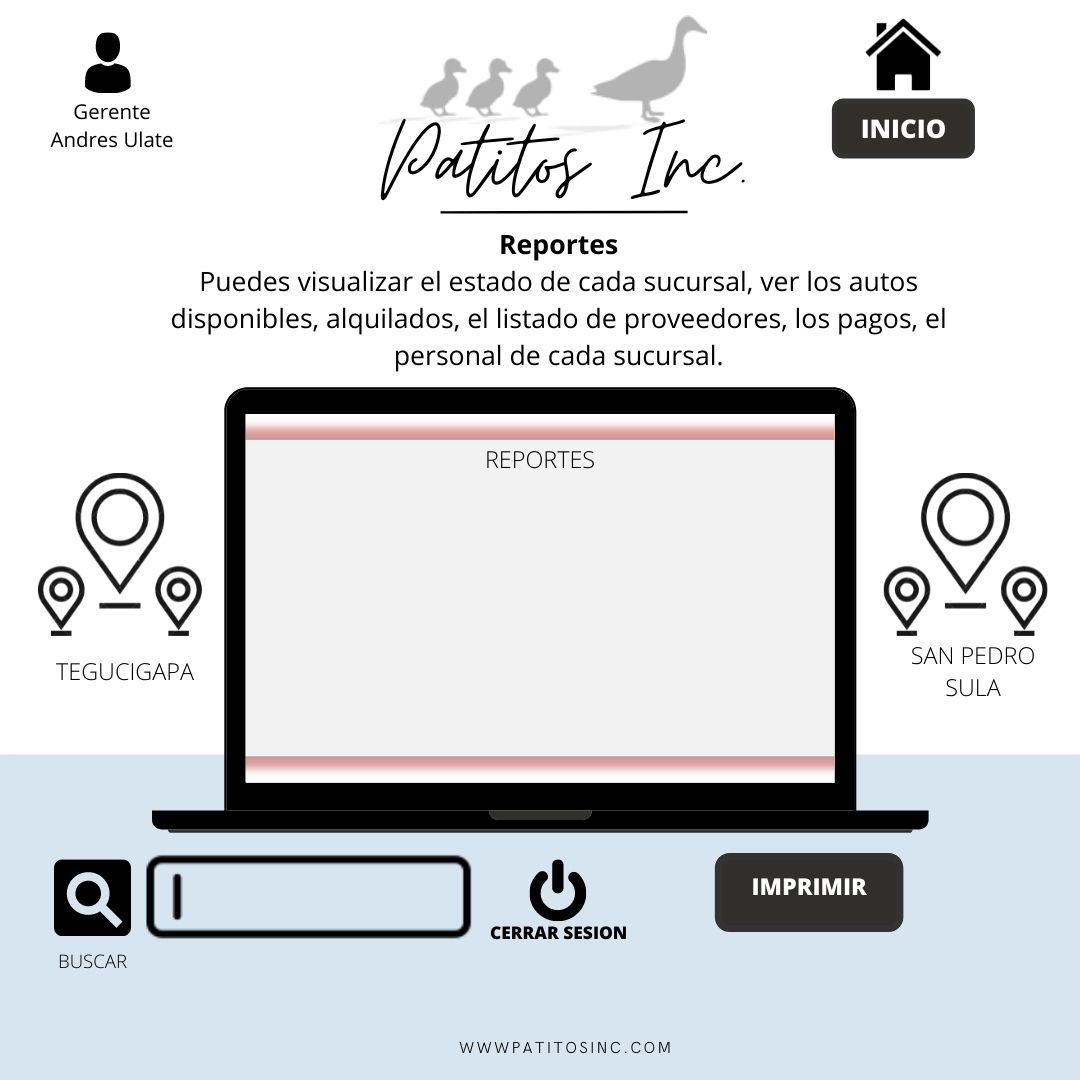 Gerente
Andres Ulate
Patitos Inc.
INICIO
Reportes
Puedes visualizar el estado de cada sucursal, ver los autos
disponibles, alquilados, el listado de proveedores, los pagos, el
personal de cada sucursal.
REPORTES
TEGUCIGAPA
SAN PEDRO
SULA
BUSCAR
CERRAR SESION
IMPRIMIR
WWWPATITOSINC.COM